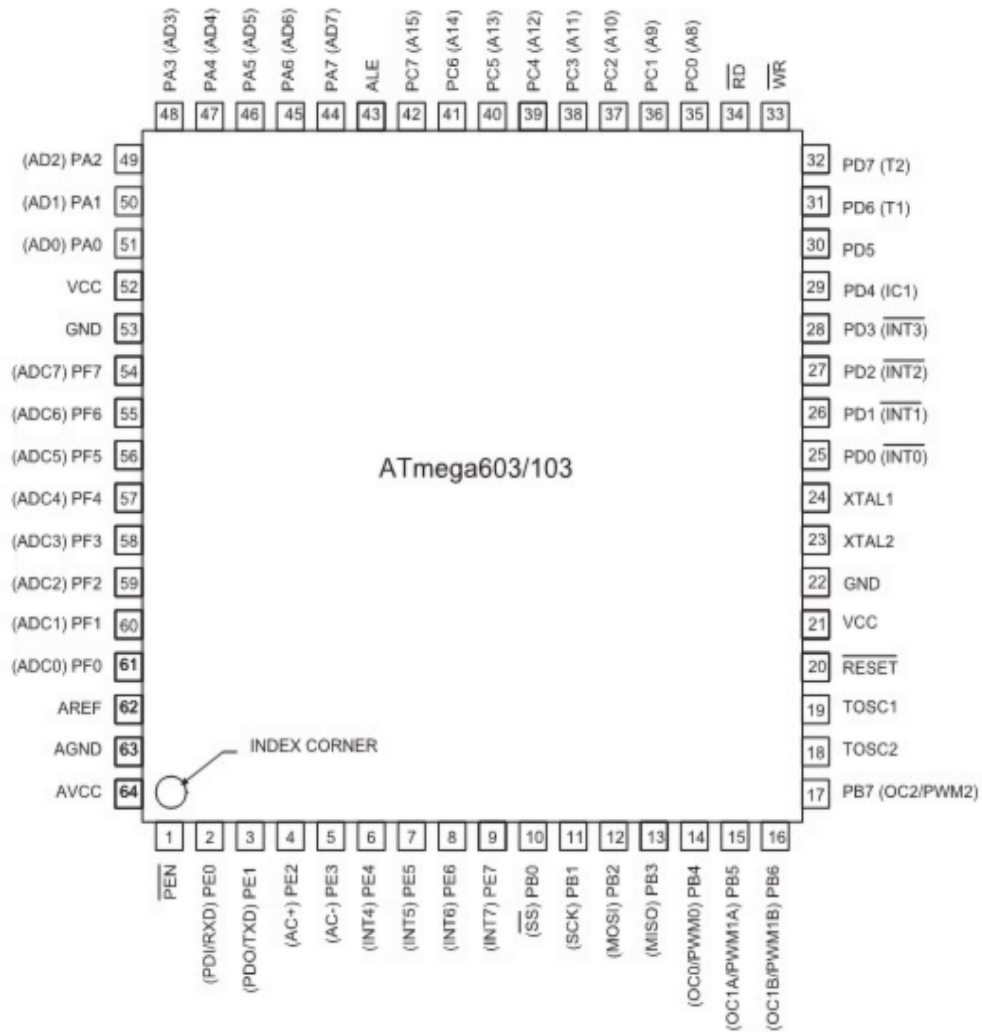 PA3 (AD3)
PA4 (AD4)
PA5 (AD5)
PA6 (AD6)
PA7 (AD7)
ALE
PC7 (A15)
PC6 (A14)
PC5 (A13)
PC4 (A12)
PC3 (A11)
PC2 (A10)
PC1 (A9)
PC0 (A8)
RD
WR
48 47 46 45 44 43 42 41 40 39 38 37 36 35 34 33
(AD2) PA2 49
(AD1) PA1 50
(AD0) PA0 51
VCC 52
GND 53
(ADC7) PF7 54
(ADC6) PF6 55
(ADC5) PF5 56
(ADC4) PF4 57
(ADC3) PF3 58
(ADC2) PF2 59
(ADC1) PF1 60
(ADC0) PF0 61
AREF 62
AGND 63
AVCC 64
ATmega603/103
INDEX CORNER
32 PD7 (T2)
31 PD6 (T1)
30 PD5
29 PD4 (IC1)
28 PD3 (INT3)
27 PD2 (INT2)
26 PD1 (INT1)
25 PD0 (INT0)
24 XTAL1
23 XTAL2
22 GND
21 VCC
20 RESET
19 TOSC1
18 TOSC2
17 PB7 (OC2/PWM2)
1 2 3 4 5 6 7 8 9 10 11 12 13 14 15 16
PEN
(PDI/RXD) PE0
(PDO/TXD) PE1
(AC+) PE2
(AC-) PE3
(INT4) PE4
(INT5) PE5
(INT6) PE6
(INT7) PE7
(SS) PB0
(SCK) PB1
(MOSI) PB2
(MISO) PB3
(OC0/PWM0) PB4
(OC1A/PWM1A) PB5
(OC1B/PWM1B) PB6